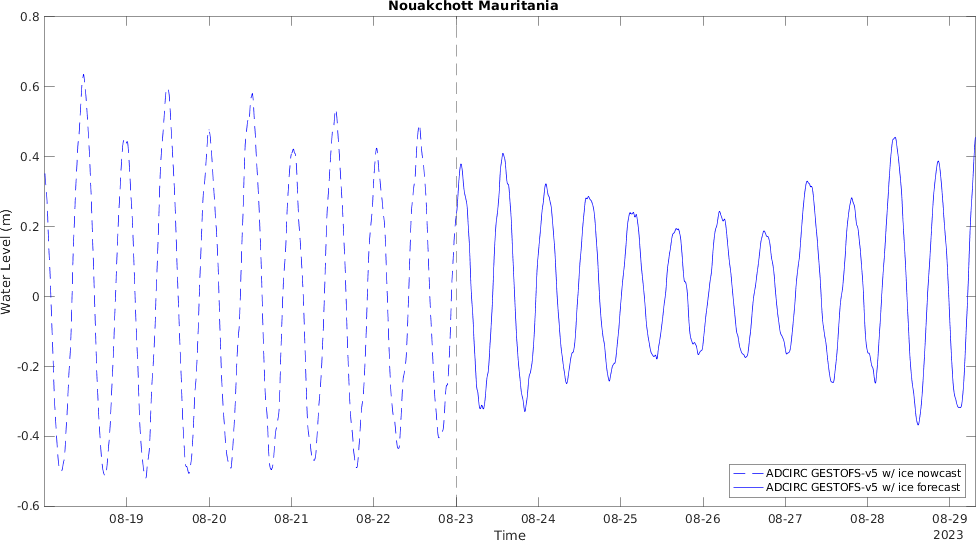 Nouakchott Mauritania
Water Level (m)
0.8
0.6
0.4
0.2
0
-0.2
-0.4
-0.6
ADCIRC GESTOFS-v5 w/ ice nowcast
ADCIRC GESTOFS-v5 w/ ice forecast
08-19 08-20 08-21 08-22 08-23 08-24 08-25 08-26 08-27 08-28 08-29
Time
2023